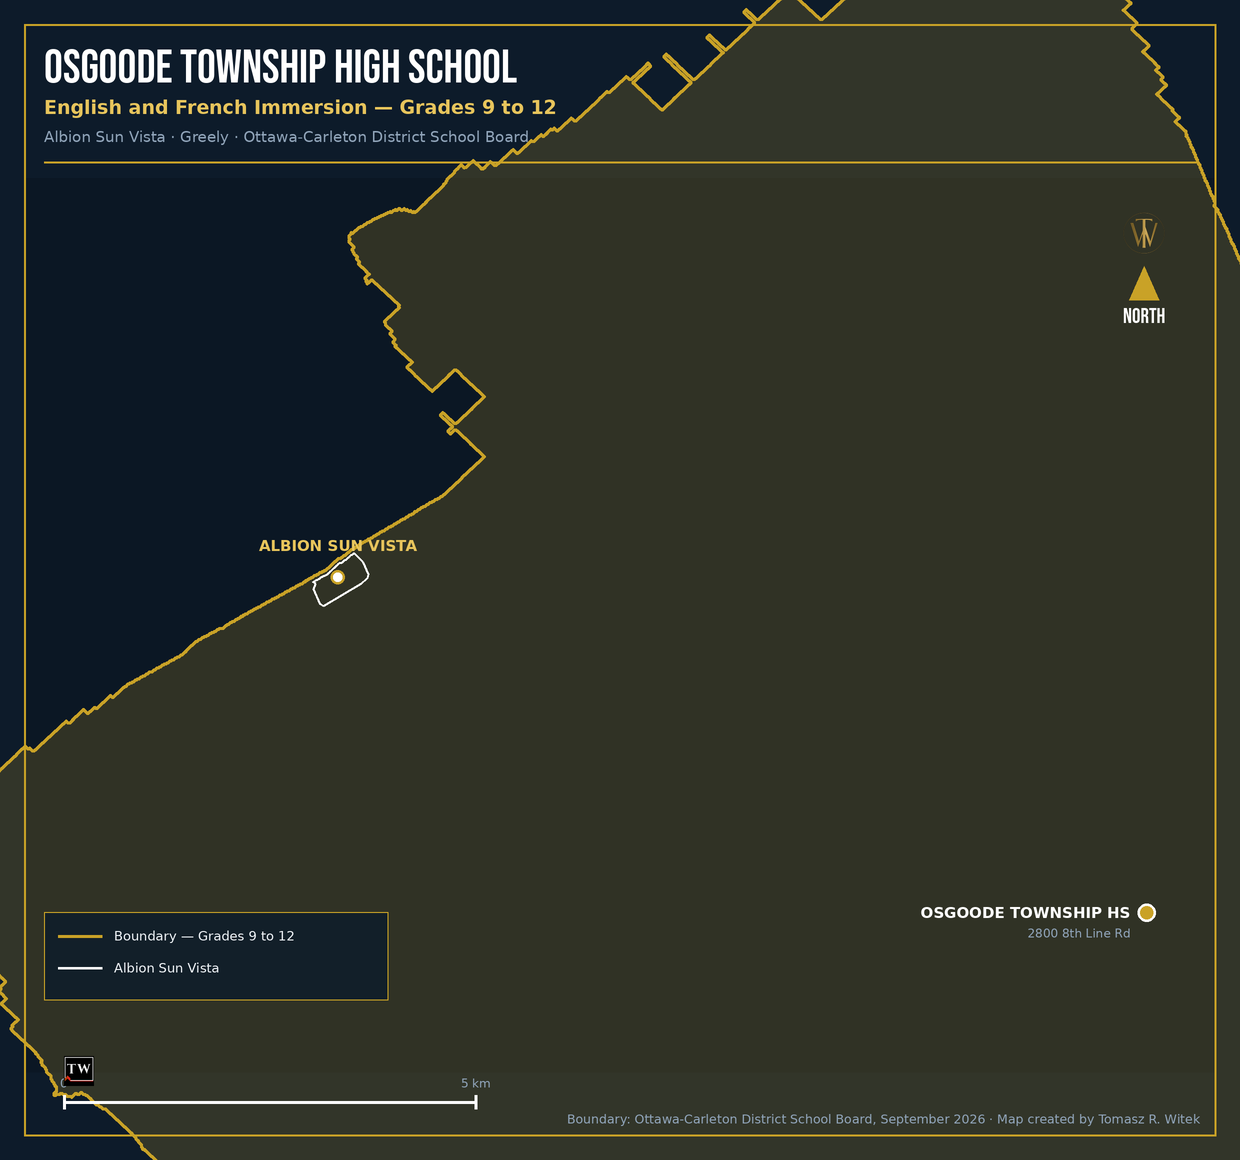 OSGOODE TOWNSHIP HIGH SCHOOL
English and French Immersion — Grades 9 to 12
Albion Sun Vista · Greely · Ottawa-Carleton District School Board
TW
NORTH
ALBION SUN VISTA
OSGOODE TOWNSHIP HS
2800 8th Line Rd
Boundary — Grades 9 to 12
Albion Sun Vista
TW
0 5 km
Boundary: Ottawa-Carleton District School Board, September 2026 · Map created by Tomasz R. Witek